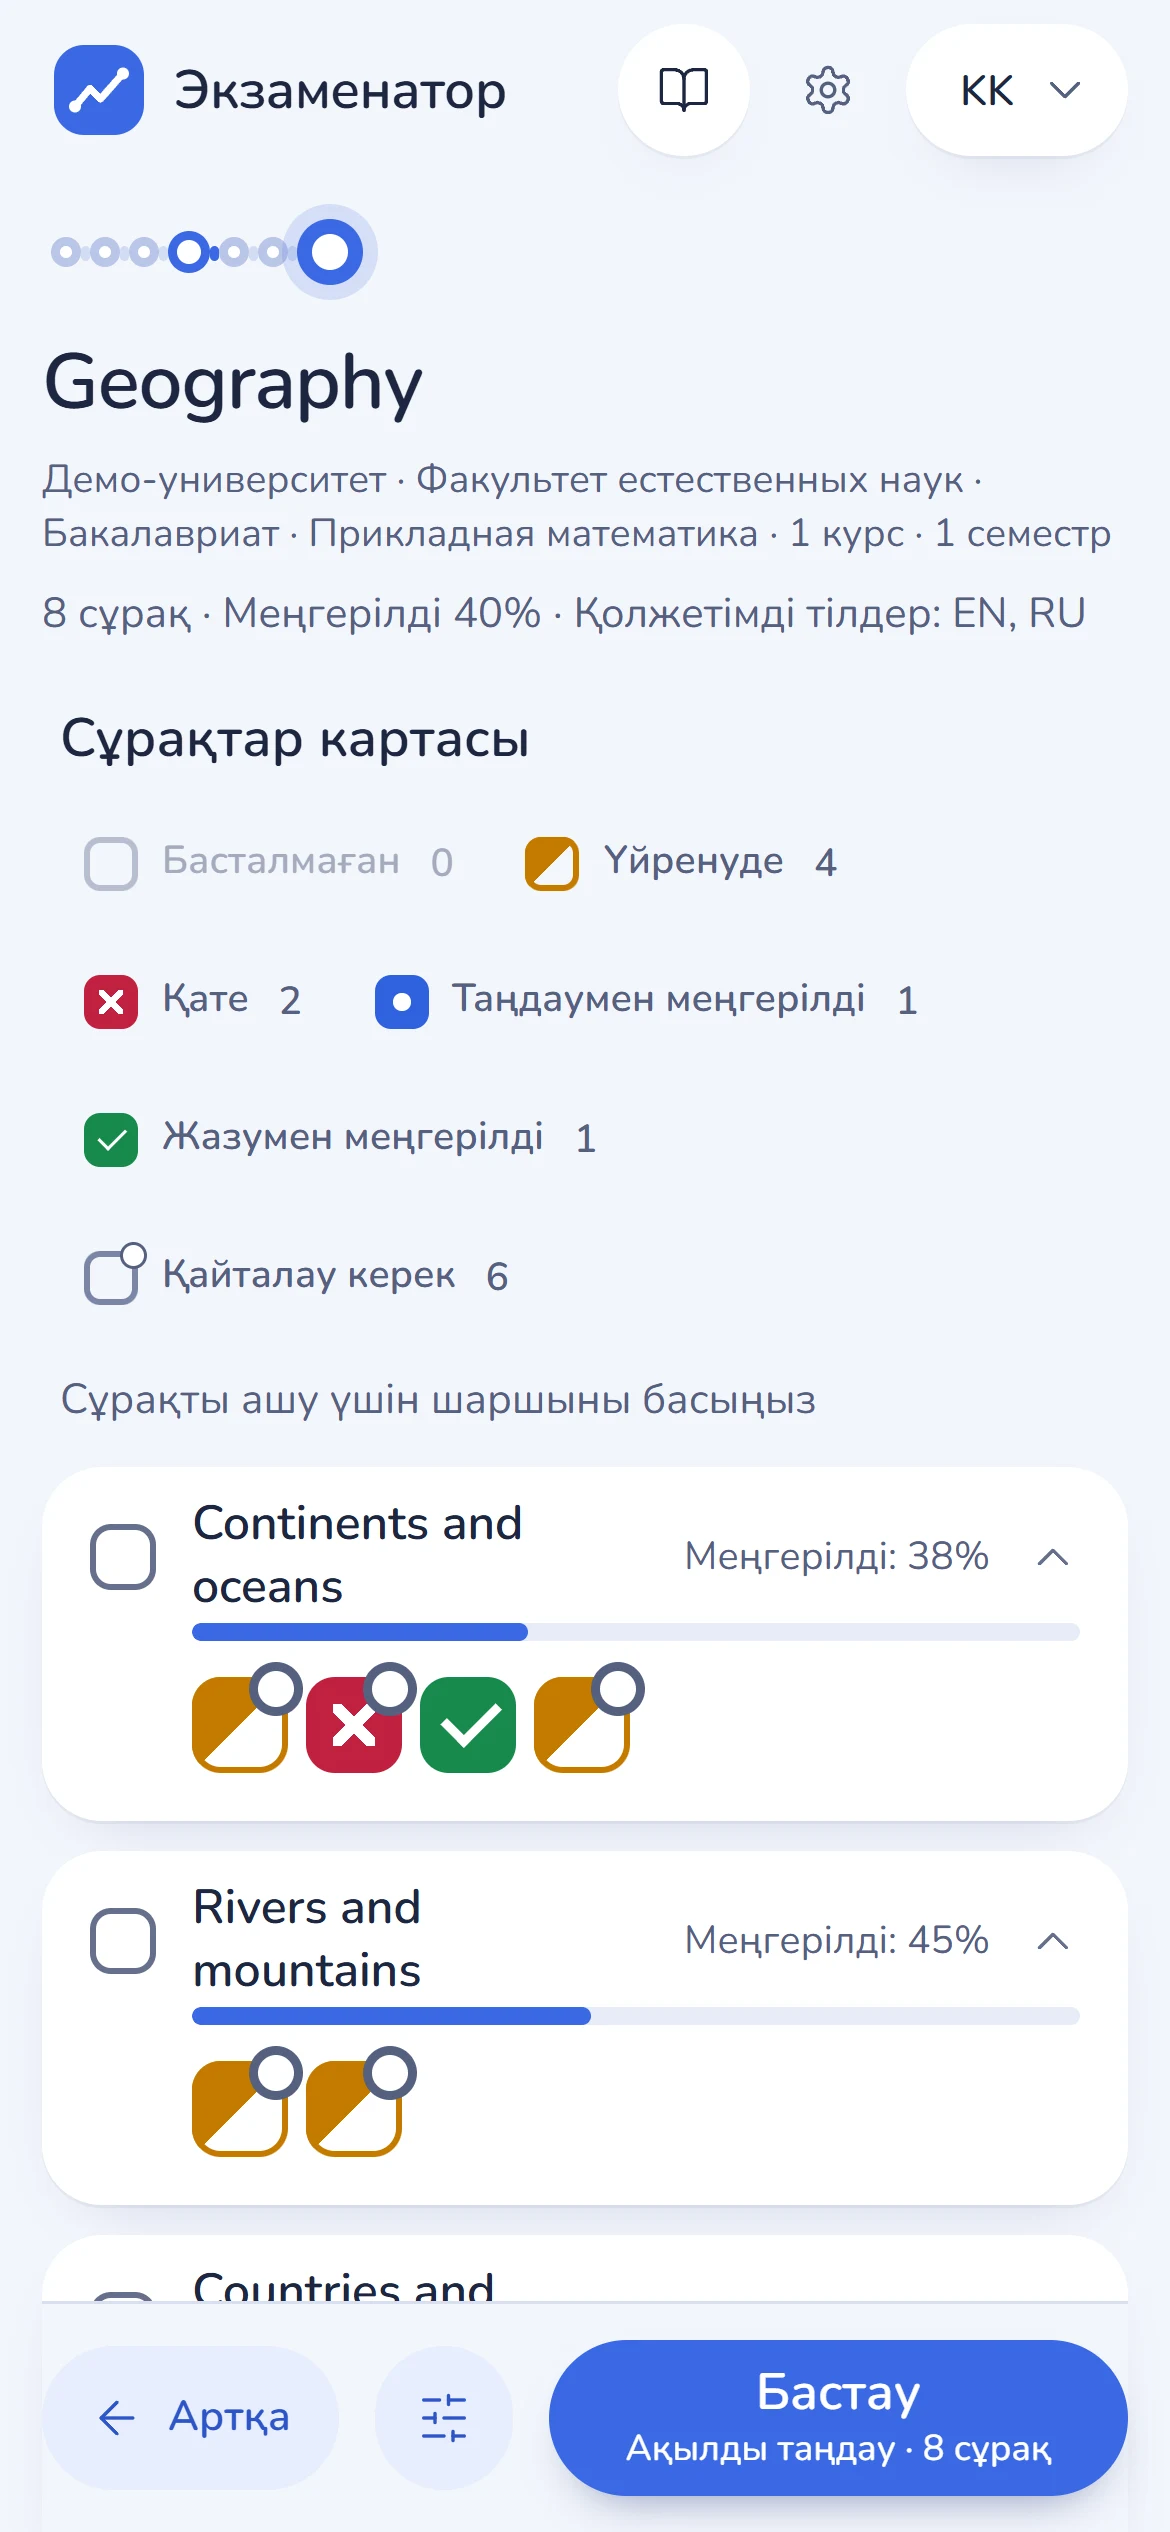 Экзаменатор
KK
Geography
Демо-университет · Факультет естественных наук ·
Бакалавриат · Прикладная математика · 1 курс · 1 семестр
8 сұрақ · Меңгерілді 40% · Қолжетімді тілдер: EN, RU
Сұрақтар картасы
Басталмаған 0
Үйренуде 4
Қате 2
Таңдаумен меңгерілді 1
Жазумен меңгерілді 1
Қайталау керек 6
Сұрақты ашу үшін шаршыны басыңыз
Continents and
oceans
Меңгерілді: 38%
Rivers and
mountains
Меңгерілді: 45%
Countries and
Артқа
Бастау
Ақылды таңдау · 8 сұрақ